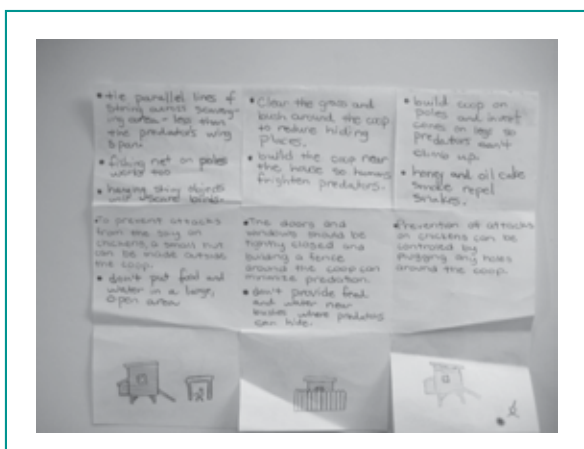 • tie parallel lines of
string across scaveng-
ing area - less than
the predator's wing
span.
• fishing net on poles
works too
• hanging shiny objects
will scare birds.
• Clear the grass and
bush around the coop
to reduce hiding
places.
• build the coop near
the house so humans
frighten predators.
• build coop on
poles and invert
cones on legs so
predators can't
climb up.
• honey and oil cake
smoke repel
snakes.
To prevent attacks
from the sky on
chickens, a small hut
can be made outside
the coop.
• don't put food and
water in a large,
open area
• The doors and
windows should be
tightly closed and
building a fence
around the coop can
minimize predation.
• don't provide feed
and water near
bushes where predators
can hide.
Prevention of attacks
on chickens can be
controled by
plugging any holes
around the coop.